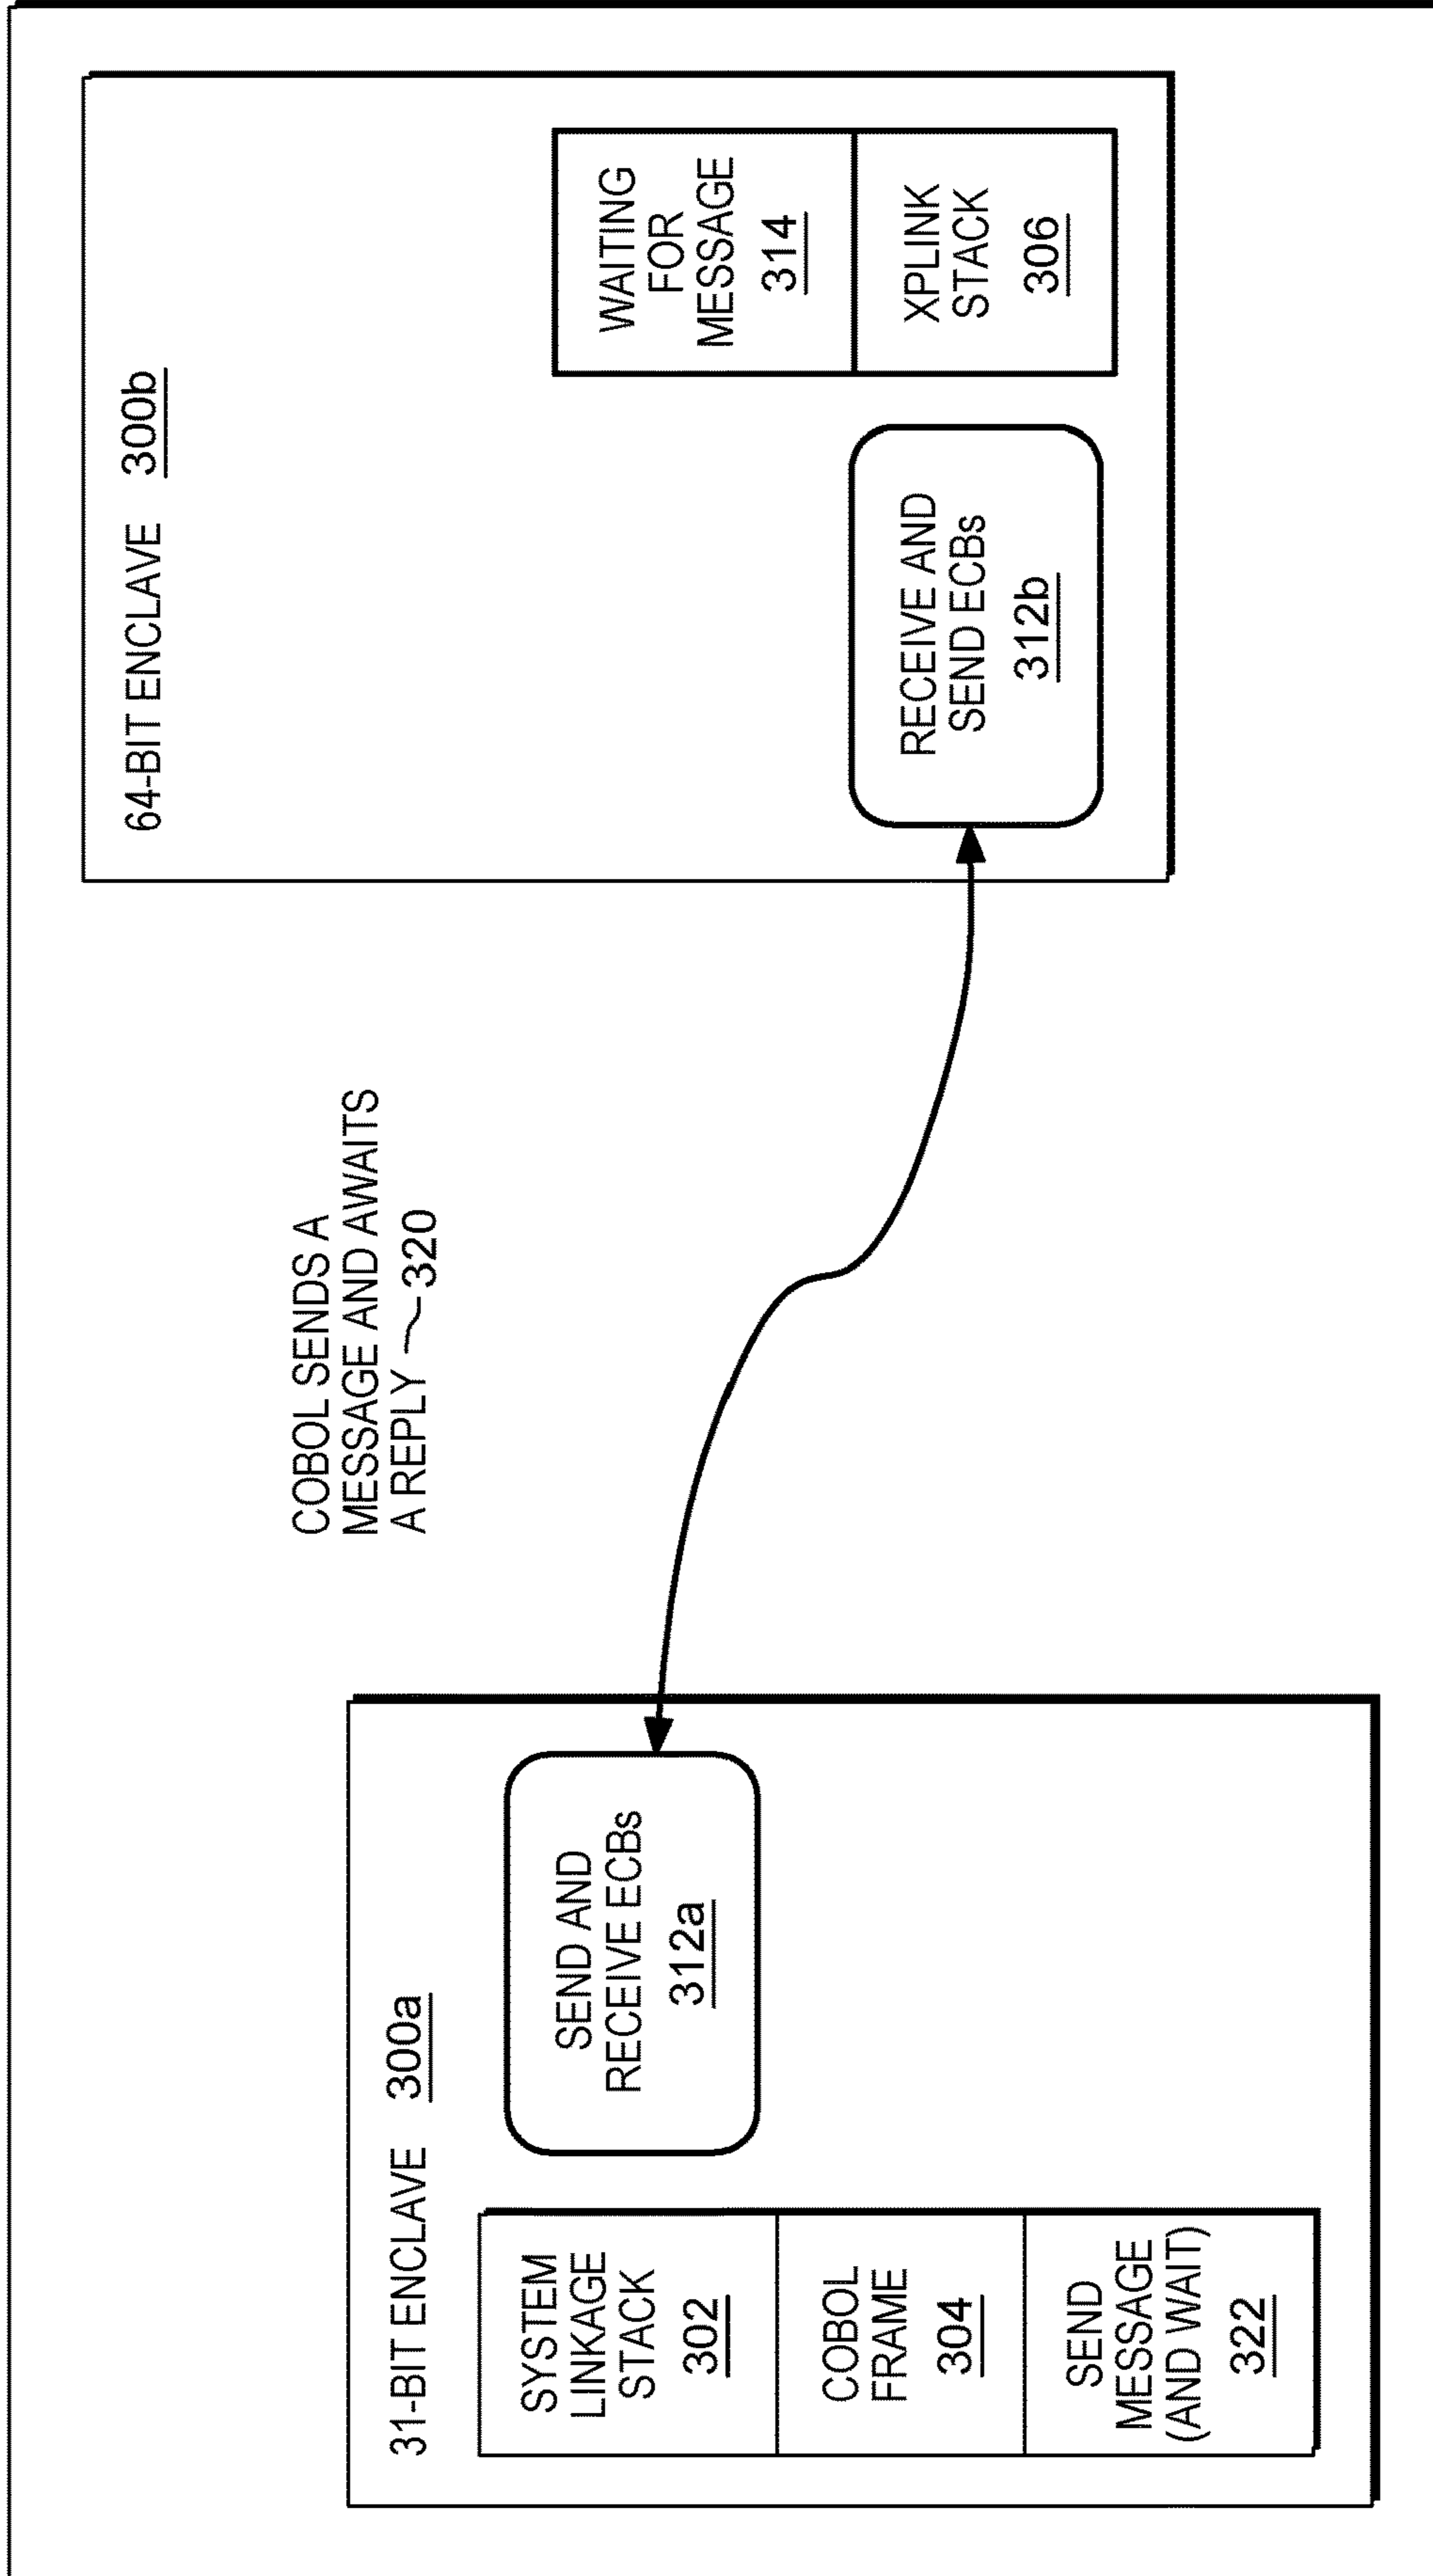 31-BIT ENCLAVE 300a
SYSTEM
LINKAGE
STACK
302
COBOL
FRAME
304
SEND
MESSAGE
(AND WAIT)
322
SEND AND
RECEIVE ECBs
312a
COBOL SENDS A
MESSAGE AND AWAITS
A REPLY 320
64-BIT ENCLAVE 300b
RECEIVE AND
SEND ECBs
312b
WAITING
FOR
MESSAGE
314
XPLINK
STACK
306